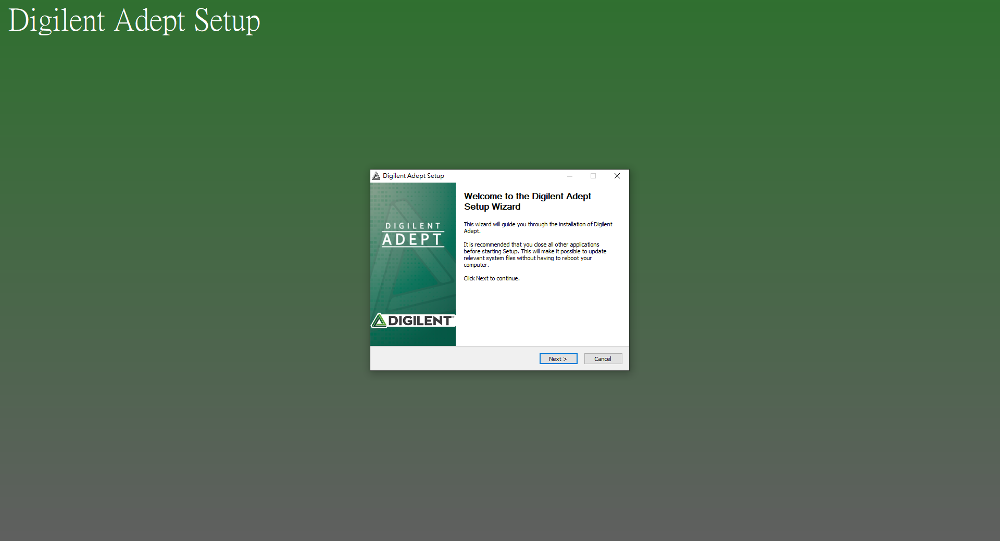 Digilent Adept Setup
Digilent Adept Setup
DIGILENT
ADEPT
DIGILENT®
Welcome to the Digilent Adept
Setup Wizard
This wizard will guide you through the installation of Digilent
Adept.
It is recommended that you close all other applications
before starting Setup. This will make it possible to update
relevant system files without having to reboot your
computer.
Click Next to continue.
Next >
Cancel